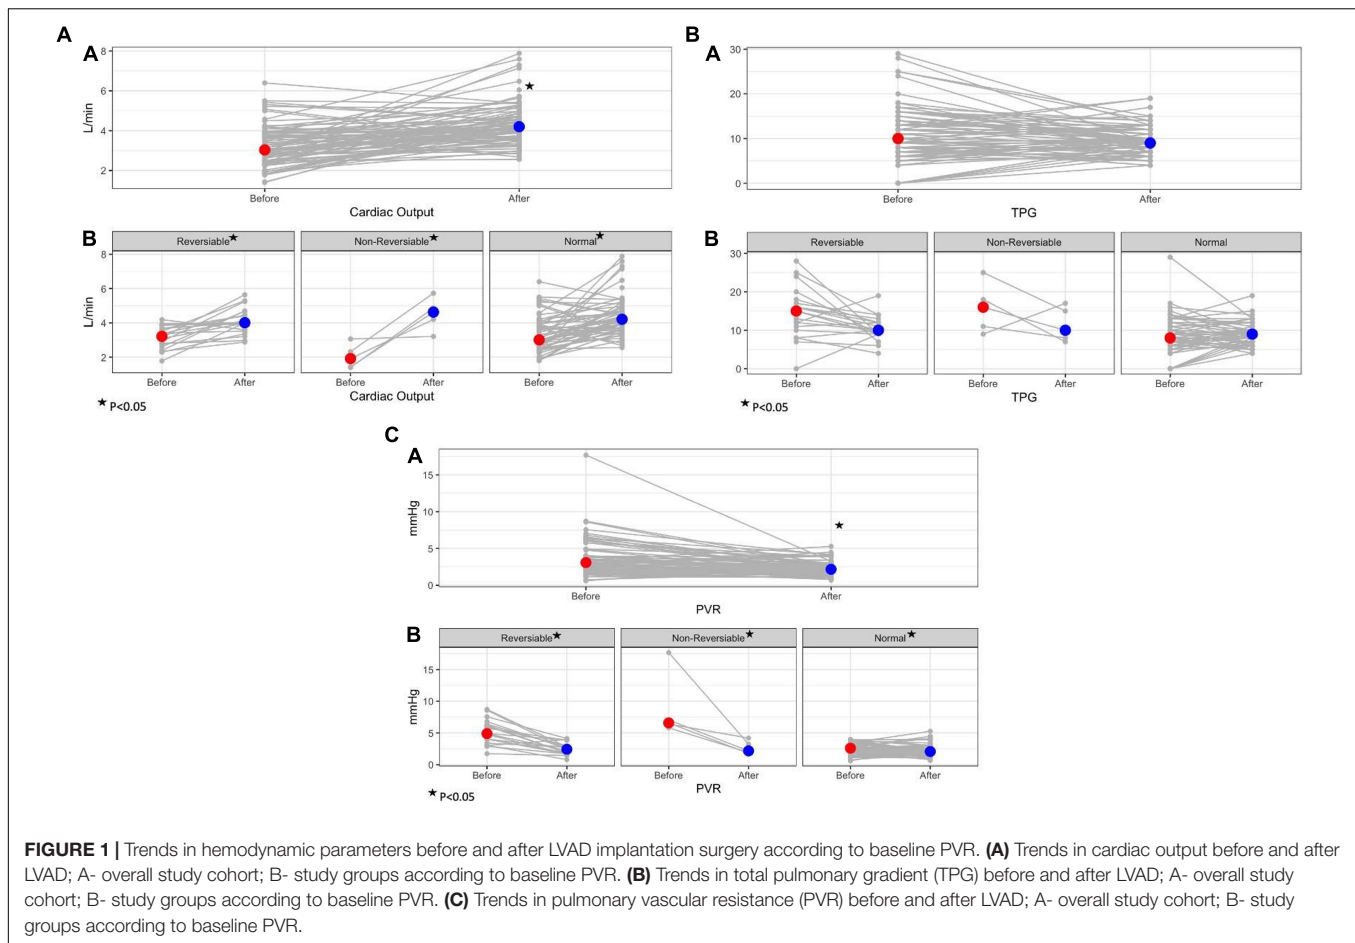 A
A
8
6
4
2
L/min
★
Before
After
Cardiac Output
B
Reversiable★
Non-Reversiable★
Normal★
8
6
4
2
L/min
Before
After
Before
After
Before
After
Cardiac Output
★ P<0.05
B
A
30
20
10
0
Before
After
TPG
B
Reversiable
Non-Reversiable
Normal
30
20
10
0
Before
After
Before
After
Before
After
TPG
★ P<0.05
C
A
15
10
5
0
mmHg
★
Before
After
PVR
B
Reversiable★
Non-Reversiable★
Normal★
15
10
5
0
mmHg
Before
After
Before
After
Before
After
PVR
★ P<0.05
FIGURE 1 | Trends in hemodynamic parameters before and after LVAD implantation surgery according to baseline PVR. (A) Trends in cardiac output before and after
LVAD; A- overall study cohort; B- study groups according to baseline PVR. (B) Trends in total pulmonary gradient (TPG) before and after LVAD; A- overall study
cohort; B- study groups according to baseline PVR. (C) Trends in pulmonary vascular resistance (PVR) before and after LVAD; A- overall study cohort; B- study
groups according to baseline PVR.